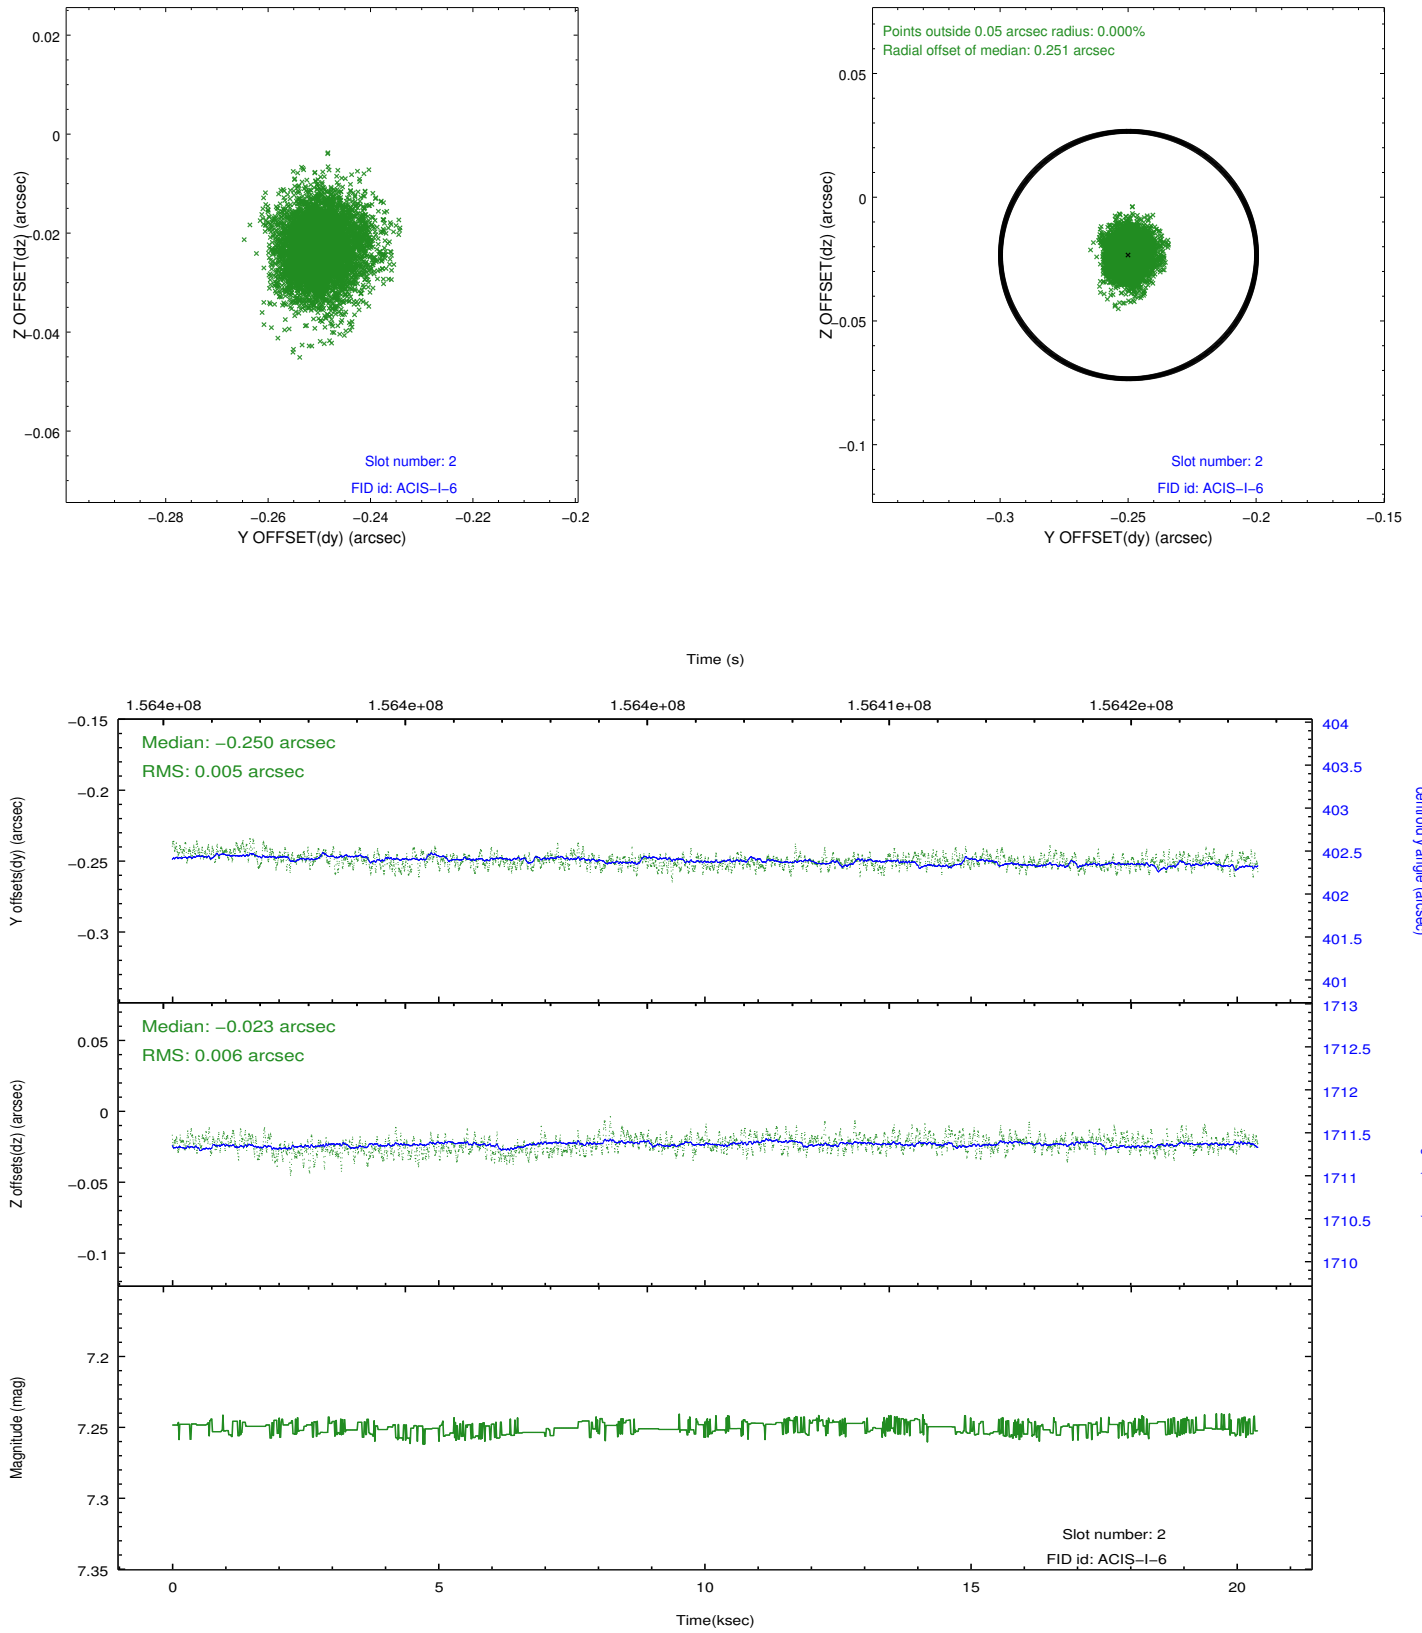 0.02
0
−0.02
−0.04
−0.06
Z OFFSET(dz) (arcsec)
Slot number: 2
FID id: ACIS−I−6
−0.28
−0.26
−0.24
−0.22
−0.2
Y OFFSET(dy) (arcsec)
Points outside 0.05 arcsec radius: 0.000%
Radial offset of median: 0.251 arcsec
0.05
0
−0.05
−0.1
Z OFFSET(dz) (arcsec)
Slot number: 2
FID id: ACIS−I−6
−0.3
−0.25
−0.2
−0.15
Y OFFSET(dy) (arcsec)
Time (s)
1.564e+08
1.564e+08
1.564e+08
1.5641e+08
1.5642e+08
−0.15
−0.2
−0.25
−0.3
Y offsets(dy) (arcsec)
Median: −0.250 arcsec
RMS: 0.005 arcsec
404
403.5
403
402.5
402
401.5
401
centroid y angle (arcsec)
0.05
0
−0.05
−0.1
Z offsets(dz) (arcsec)
Median: −0.023 arcsec
RMS: 0.006 arcsec
1713
1712.5
1712
1711.5
1711
1710.5
1710
7.2
7.25
7.3
7.35
Magnitude (mag)
Slot number: 2
FID id: ACIS−I−6
0
5
10
15
20
Time(ksec)